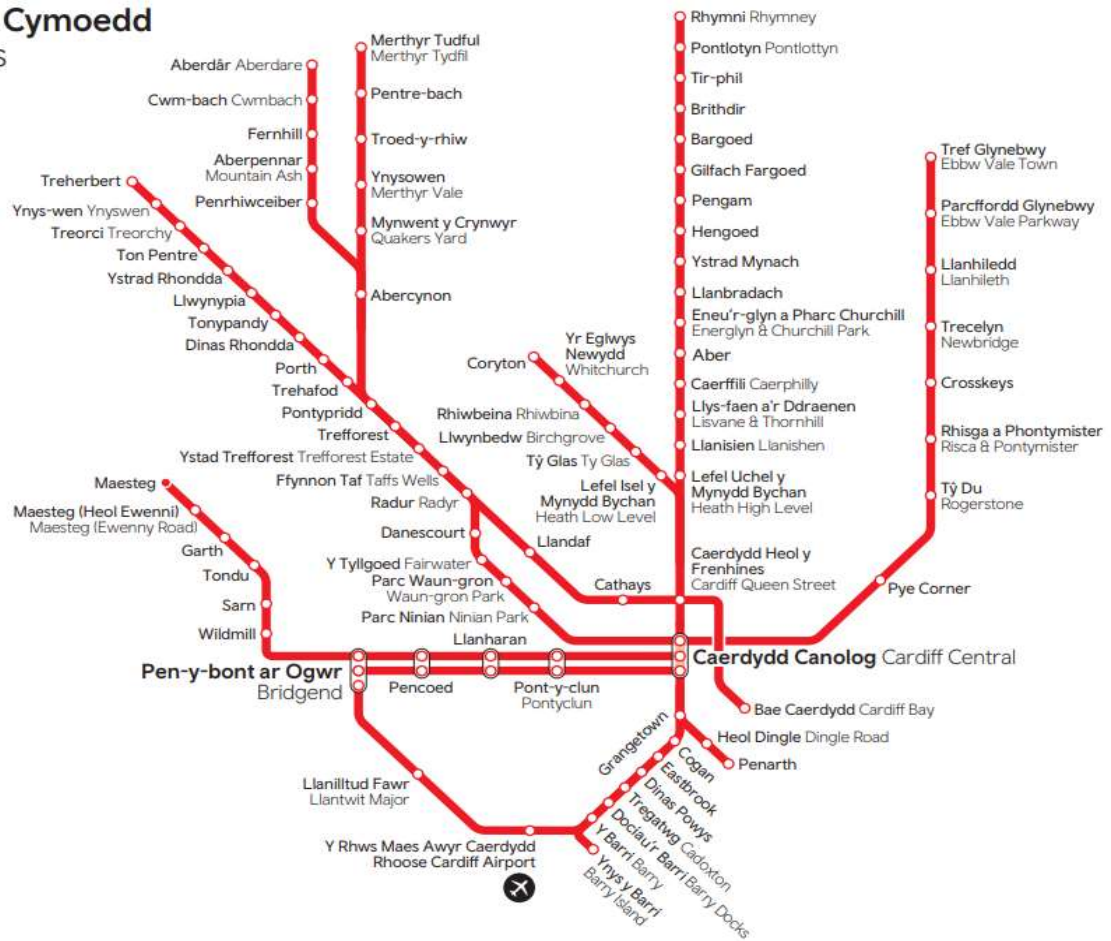 Cymoedd
S
Aberdâr Aberdare
Cwm-bach Cwmbach
Fernhill
Aberpennar
Mountain Ash
Penrhiwceiber
Merthyr Tudful
Merthyr Tydfil
Pentre-bach
Troed-y-rhiw
Ynysowen
Merthyr Vale
Mynwent y Crynwyr
Quakers Yard
Abercynon
Treherbert
Ynys-wen Ynyswen
Treorci Treorchy
Ton Pentre
Ystrad Rhondda
Llwynypia
Tonypandy
Dinas Rhondda
Porth
Trehafod
Pontypridd
Trefforest
Ystad Trefforest Trefforest Estate
Ffynnon Taf Taffs Wells
Radur Radyr
Danescourt
Y Tyllgoed Fairwater
Parc Waun-gron
Waun-gron Park
Parc Ninian Ninian Park
Llandaf
Cathays
Coryton
Yr Eglwys
Newydd
Whitchurch
Rhiwbeina Rhiwbina
Llwynbedw Birchgrove
Tŷ Glas Ty Glas
Lefel Isel y
Mynydd Bychan
Heath Low Level
Rhymni Rhymney
Pontlotyn Pontlottyn
Tir-phil
Brithdir
Bargoed
Gilfach Fargoed
Pengam
Hengoed
Ystrad Mynach
Llanbradach
Eneu'r-glyn a Pharc Churchill
Energlyn & Churchill Park
Aber
Caerffili Caerphilly
Llys-faen a'r Ddraenen
Lisvane & Thornhill
Llanisien Llanishen
Lefel Uchel y
Mynydd Bychan
Heath High Level
Caerdydd Heol y
Frenhines
Cardiff Queen Street
Tref Glynebwy
Ebbw Vale Town
Parcffordd Glynebwy
Ebbw Vale Parkway
Llanhiledd
Llanhileth
Trecelyn
Newbridge
Crosskeys
Rhisga a Phontymister
Risca & Pontymister
Tŷ Du
Rogerstone
Pye Corner
Maesteg
Maesteg (Heol Ewenni)
Maesteg (Ewenny Road)
Garth
Tondu
Sarn
Wildmill
Pen-y-bont ar Ogwr
Bridgend
Pencoed
Llanharan
Pont-y-clun
Pontyclun
Caerdydd Canolog Cardiff Central
Bae Caerdydd Cardiff Bay
Grangetown
Heol Dingle Dingle Road
Penarth
Cogan
Eastbrook
Dinas Powys
Tregatwg Cadoxton
Dociau'r Barri Barry Docks
Y Barri Barry
Ynys y Barri
Barry Island
Llanilltud Fawr
Llantwit Major
Y Rhws Maes Awyr Caerdydd
Rhoose Cardiff Airport